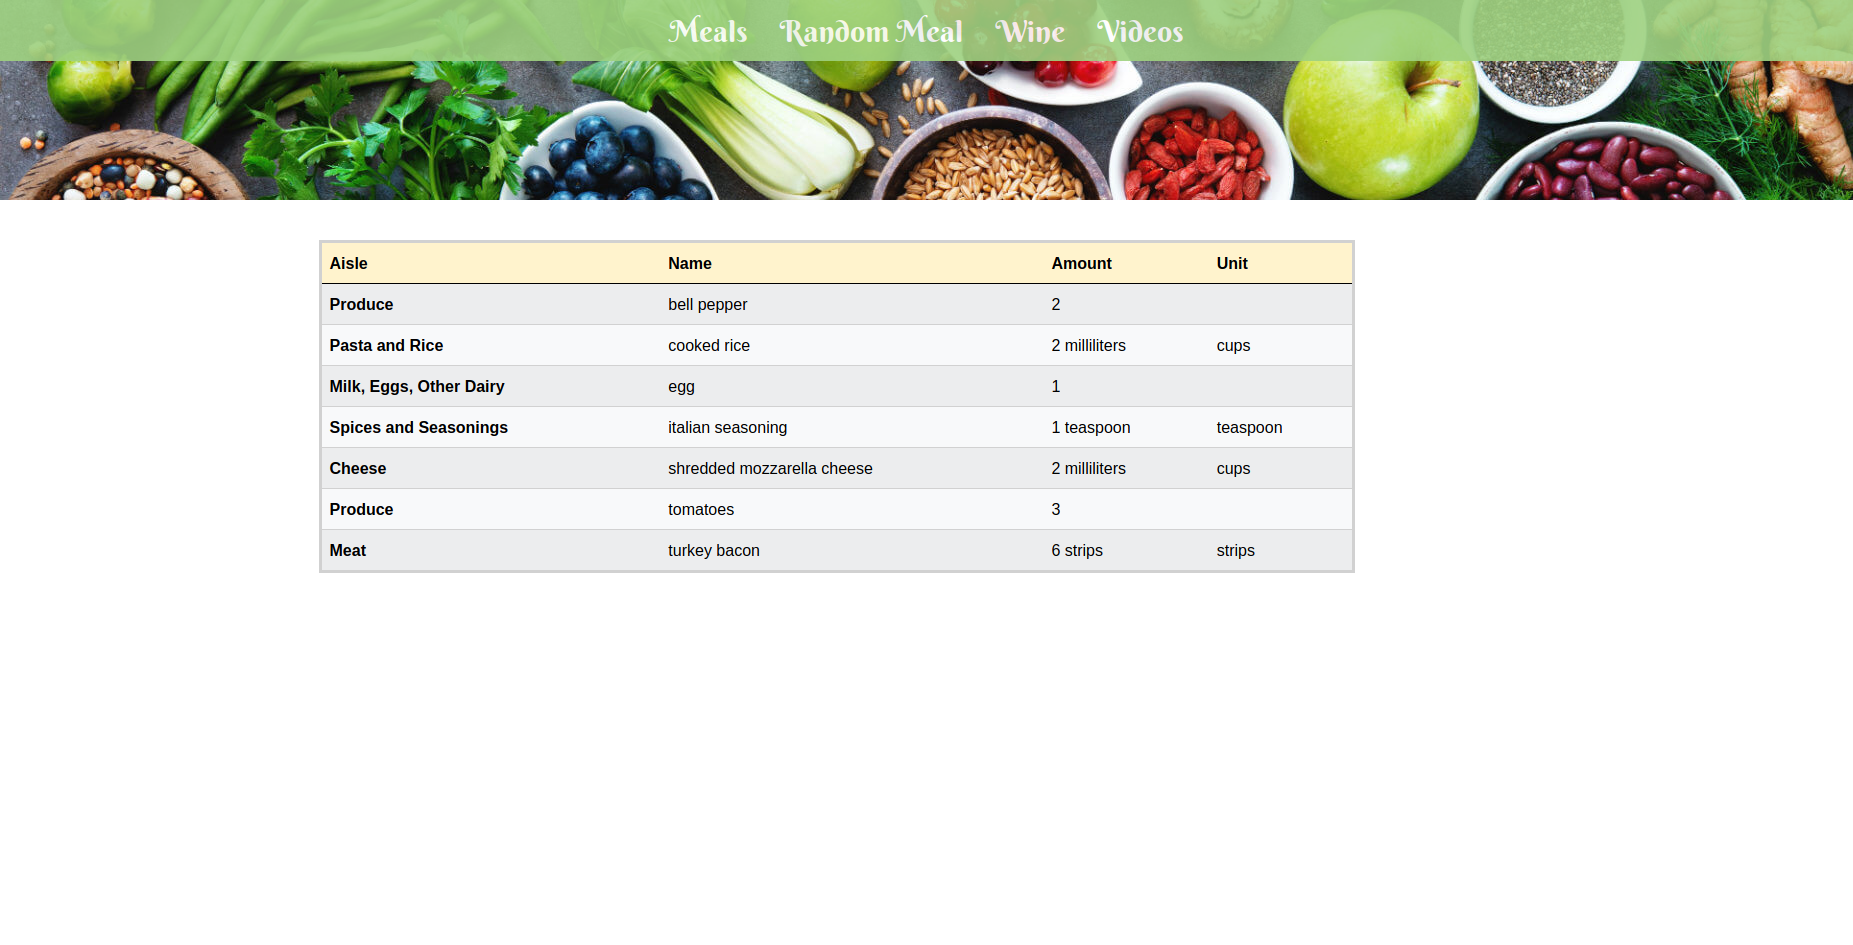 Meals Random Meal Wine Videos
Aisle Name Amount Unit
Produce bell pepper 2
Pasta and Rice cooked rice 2 milliliters cups
Milk, Eggs, Other Dairy egg 1
Spices and Seasonings italian seasoning 1 teaspoon teaspoon
Cheese shredded mozzarella cheese 2 milliliters cups
Produce tomatoes 3
Meat turkey bacon 6 strips strips